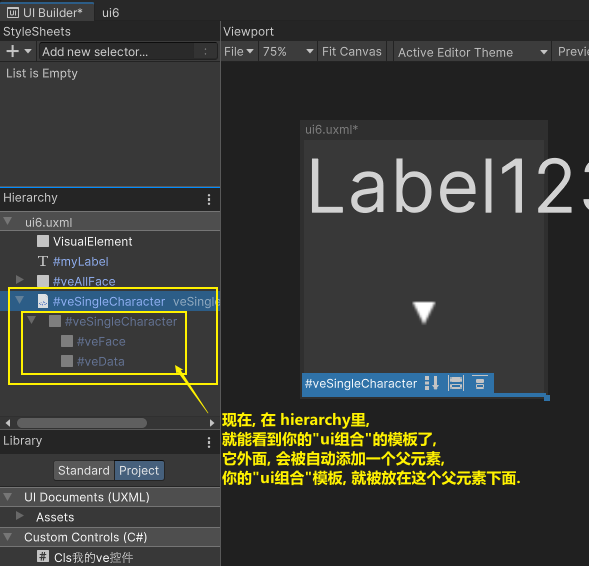 UI Builder* ui6
StyleSheets
Add new selector...
List is Empty
Hierarchy
ui6.uxml
VisualElement
#myLabel
#veAllFace
#veSingleCharacter veSingl
#veSingleCharacter
#veFace
#veData
Library
Standard Project
UI Documents (UXML)
Assets
Custom Controls (C#)
Cls我的ve控件
Viewport
File 75% Fit Canvas Active Editor Theme Previ
ui6.uxml*
Label123
#veSingleCharacter
现在, 在 hierarchy里,
就能看到你的"ui组合"的模板了,
它外面, 会被自动添加一个父元素,
你的"ui组合"模板, 就被放在这个父元素下面.